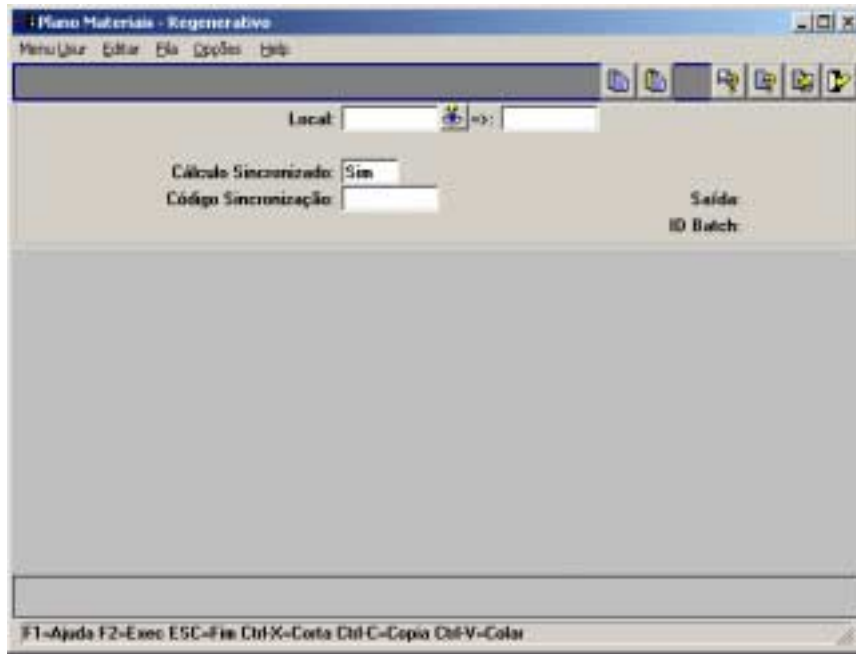 Plano Materiais - Regenerativo
Menu Usur Editar Fila Opções Help
Local: =>:
Cálculo Sincronizado: Sim
Código Sincronização: Saída:
ID Batch:
F1=Ajuda F2=Exec ESC=Fim Ctrl-X=Corta Ctrl-C=Copia Ctrl-V=Colar